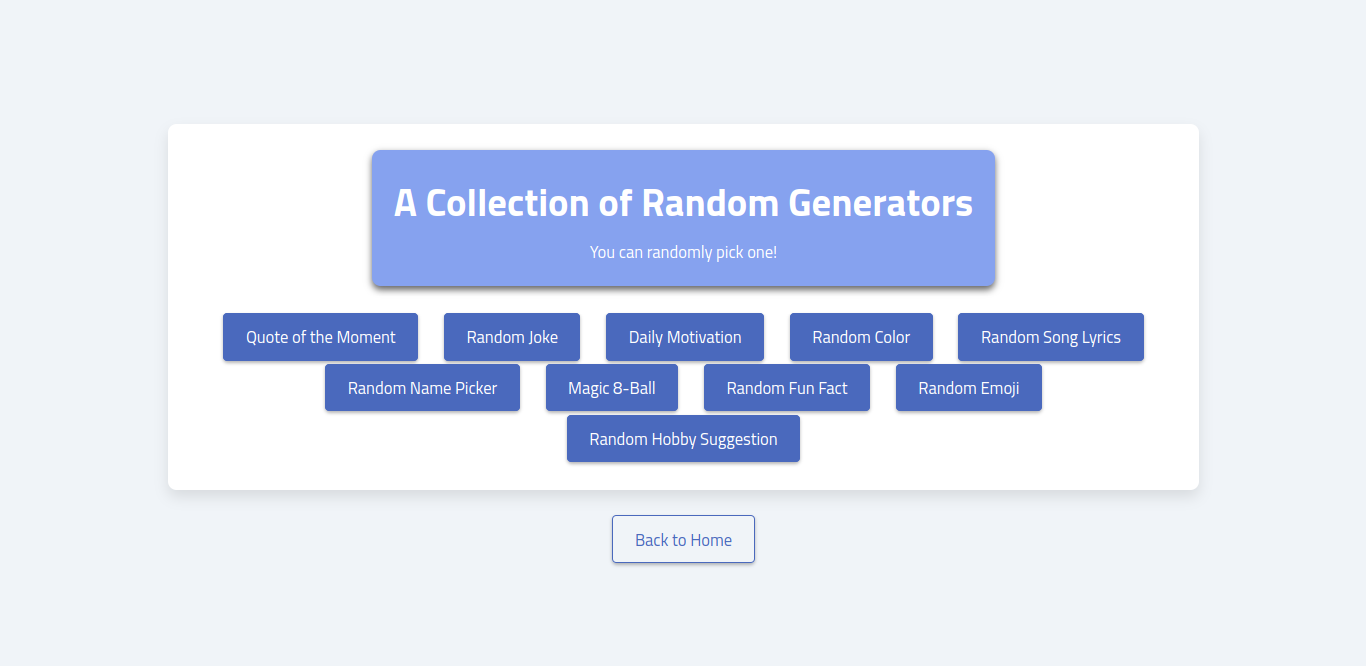 A Collection of Random Generators
You can randomly pick one!
Quote of the Moment
Random Joke
Daily Motivation
Random Color
Random Song Lyrics
Random Name Picker
Magic 8-Ball
Random Fun Fact
Random Emoji
Random Hobby Suggestion
Back to Home